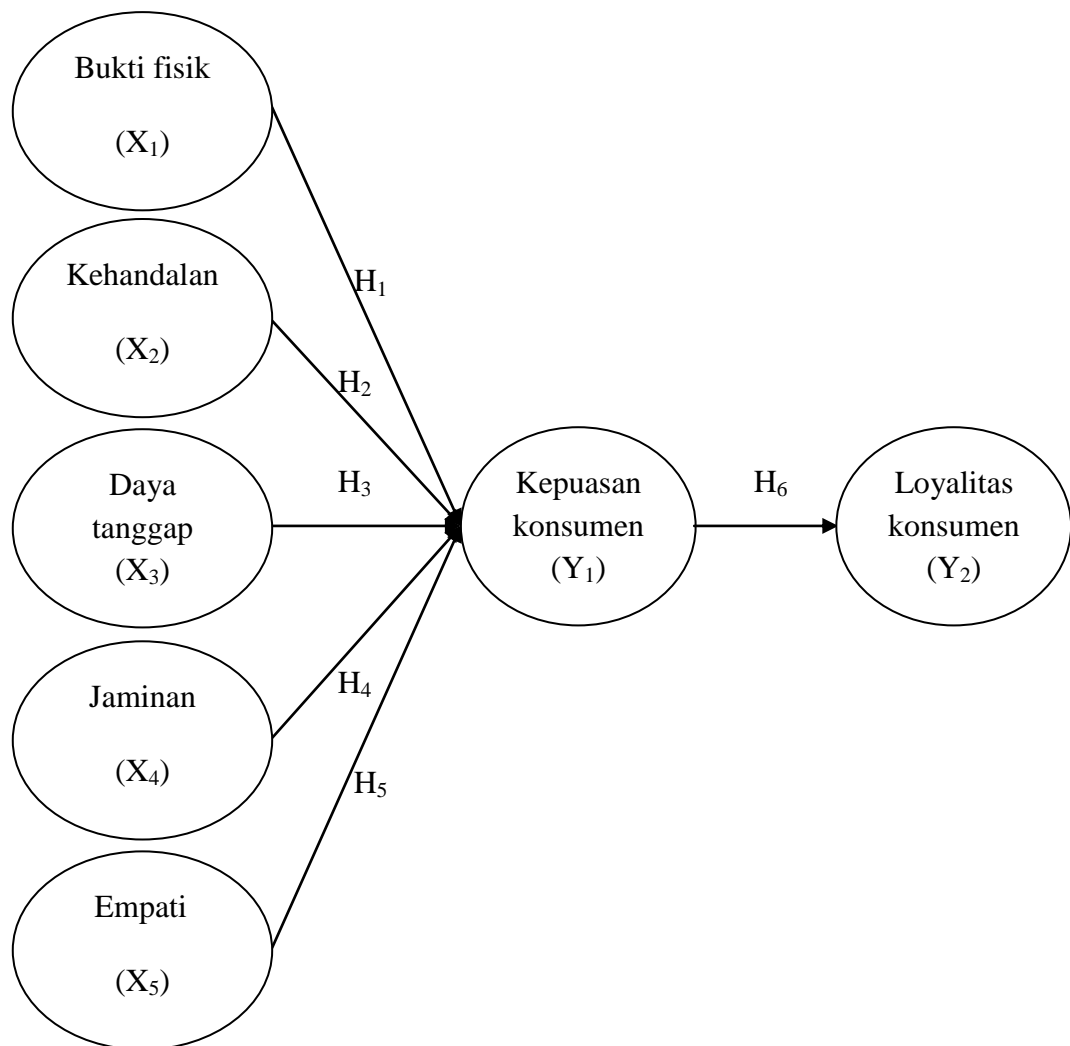 Bukti fisik
(X₁)
H₁
Kehandalan
(X₂)
H₂
Daya
tanggap
(X₃)
H₃
Kepuasan
konsumen
(Y₁)
H₆
Loyalitas
konsumen
(Y₂)
Jaminan
(X₄)
H₄
Empati
(X₅)
H₅